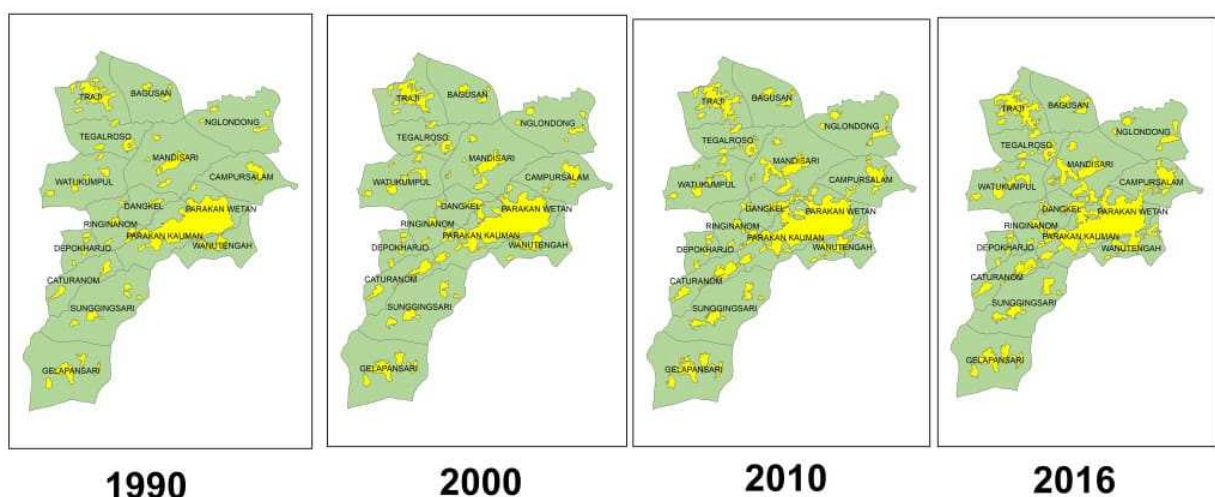 TRAJI
BAGUSAN
NGLONDONG
TEGALROSO
MANDISARI
WATUKUMPUL
CAMPURSALAM
DANGKEL
PARAKAN WETAN
RINGINANOM
PARAKAN KAUMAN
DEPOKHARJO
WANUTENGAH
CATURANOM
SUNGGINGSARI
GELAPANSARI
1990
TRAJI
BAGUSAN
NGLONDONG
TEGALROSO
MANDISARI
WATUKUMPUL
CAMPURSALAM
DANGKEL
PARAKAN WETAN
RINGINANOM
PARAKAN KAUMAN
DEPOKHARJO
WANUTENGAH
CATURANOM
SUNGGINGSARI
GELAPANSARI
2000
TRAJI
BAGUSAN
NGLONDONG
TEGALROSO
MANDISARI
WATUKUMPUL
CAMPURSALAM
DANGKEL
PARAKAN WETAN
RINGINANOM
PARAKAN KAUMAN
DEPOKHARJO
WANUTENGAH
CATURANOM
SUNGGINGSARI
GELAPANSARI
2010
TRAJI
BAGUSAN
NGLONDONG
TEGALROSO
MANDISARI
WATUKUMPUL
CAMPURSALAM
DANGKEL
PARAKAN WETAN
RINGINANOM
PARAKAN KAUMAN
DEPOKHARJO
WANUTENGAH
CATURANOM
SUNGGINGSARI
GELAPANSARI
2016